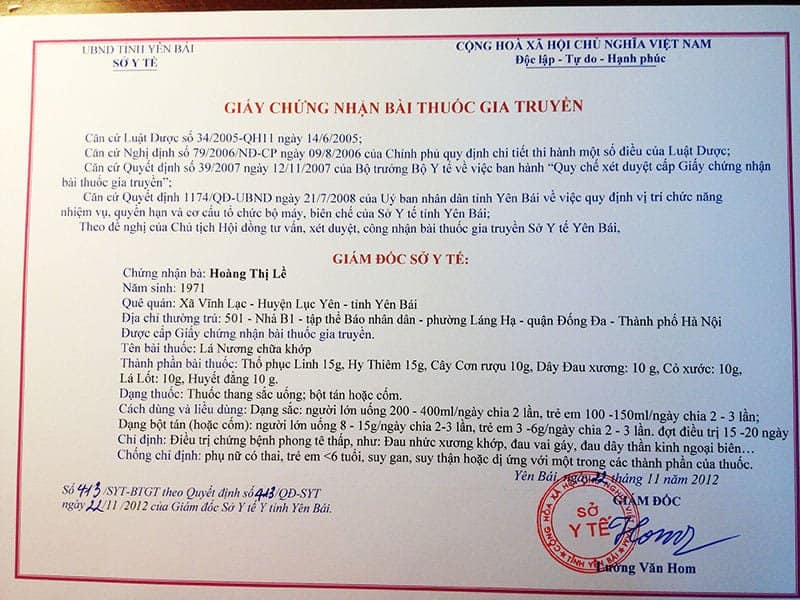 UBND TỈNH YÊN BÁI
SỞ Y TẾ
CỘNG HOÀ XÃ HỘI CHỦ NGHĨA VIỆT NAM
Độc lập - Tự do - Hạnh phúc
GIẤY CHỨNG NHẬN BÀI THUỐC GIA TRUYỀN
Căn cứ Luật Dược số 34/2005-QH11 ngày 14/6/2005;
Căn cứ Nghị định số 79/2006/NĐ-CP ngày 09/8/2006 của Chính phủ quy định chi tiết thi hành một số điều của Luật Dược;
Căn cứ Quyết định số 39/2007 ngày 12/11/2007 của Bộ trưởng Bộ Y tế về việc ban hành “Quy chế xét duyệt cấp Giấy chứng nhận
bài thuốc gia truyền”;
Căn cứ Quyết định 1174/QĐ-UBND ngày 21/7/2008 của Uỷ ban nhân dân tỉnh Yên Bái về việc quy định vị trí chức năng
nhiệm vụ, quyền hạn và cơ cấu tổ chức bộ máy, biên chế của Sở Y tế tỉnh Yên Bái;
Theo đề nghị của Chủ tịch Hội đồng tư vấn, xét duyệt, công nhận bài thuốc gia truyền Sở Y tế Yên Bái,
GIÁM ĐỐC SỞ Y TẾ:
Chứng nhận bà: Hoàng Thị Lề
Năm sinh: 1971
Quê quán: Xã Vĩnh Lạc - Huyện Lục Yên - tỉnh Yên Bái
Địa chỉ thường trú: 501 - Nhà B1 - tập thể Báo nhân dân - phường Láng Hạ - quận Đống Đa - Thành phố Hà Nội
Được cấp Giấy chứng nhận bài thuốc gia truyền.
Tên bài thuốc: Lá Nương chữa khớp
Thành phần bài thuốc: Thổ phục Linh 15g, Hy Thiêm 15g, Cây Cơn rượu 10g, Dây Đau xương: 10 g, Cỏ xước: 10g,
Lá Lốt: 10g, Huyết đằng 10 g.
Dạng thuốc: Thuốc thang sắc uống; bột tán hoặc cốm.
Cách dùng và liều dùng: Dạng sắc: người lớn uống 200 - 400ml/ngày chia 2 lần, trẻ em 100 -150ml/ngày chia 2 - 3 lần;
Dạng bột tán (hoặc cốm): người lớn uống 8 - 15g/ngày chia 2-3 lần, trẻ em 3 -6g/ngày chia 2 - 3 lần. đợt điều trị 15 -20 ngày
Chỉ định: Điều trị chứng bệnh phong tê thấp, như: Đau nhức xương khớp, đau vai gáy, đau dây thần kinh ngoại biên…
Chống chỉ định: phụ nữ có thai, trẻ em <6 tuổi, suy gan, suy thận hoặc dị ứng với một trong các thành phần của thuốc.
Yên Bái, ngày 22 tháng 11 năm 2012
Số 413/SYT-BTGT theo Quyết định số 413/QĐ-SYT
ngày 22/11/2012 của Giám đốc Sở Y tế Y tỉnh Yên Bái.
GIÁM ĐỐC
SỞ
Y TẾ
TỈNH YÊN BÁI
Hom
Lương Văn Hom